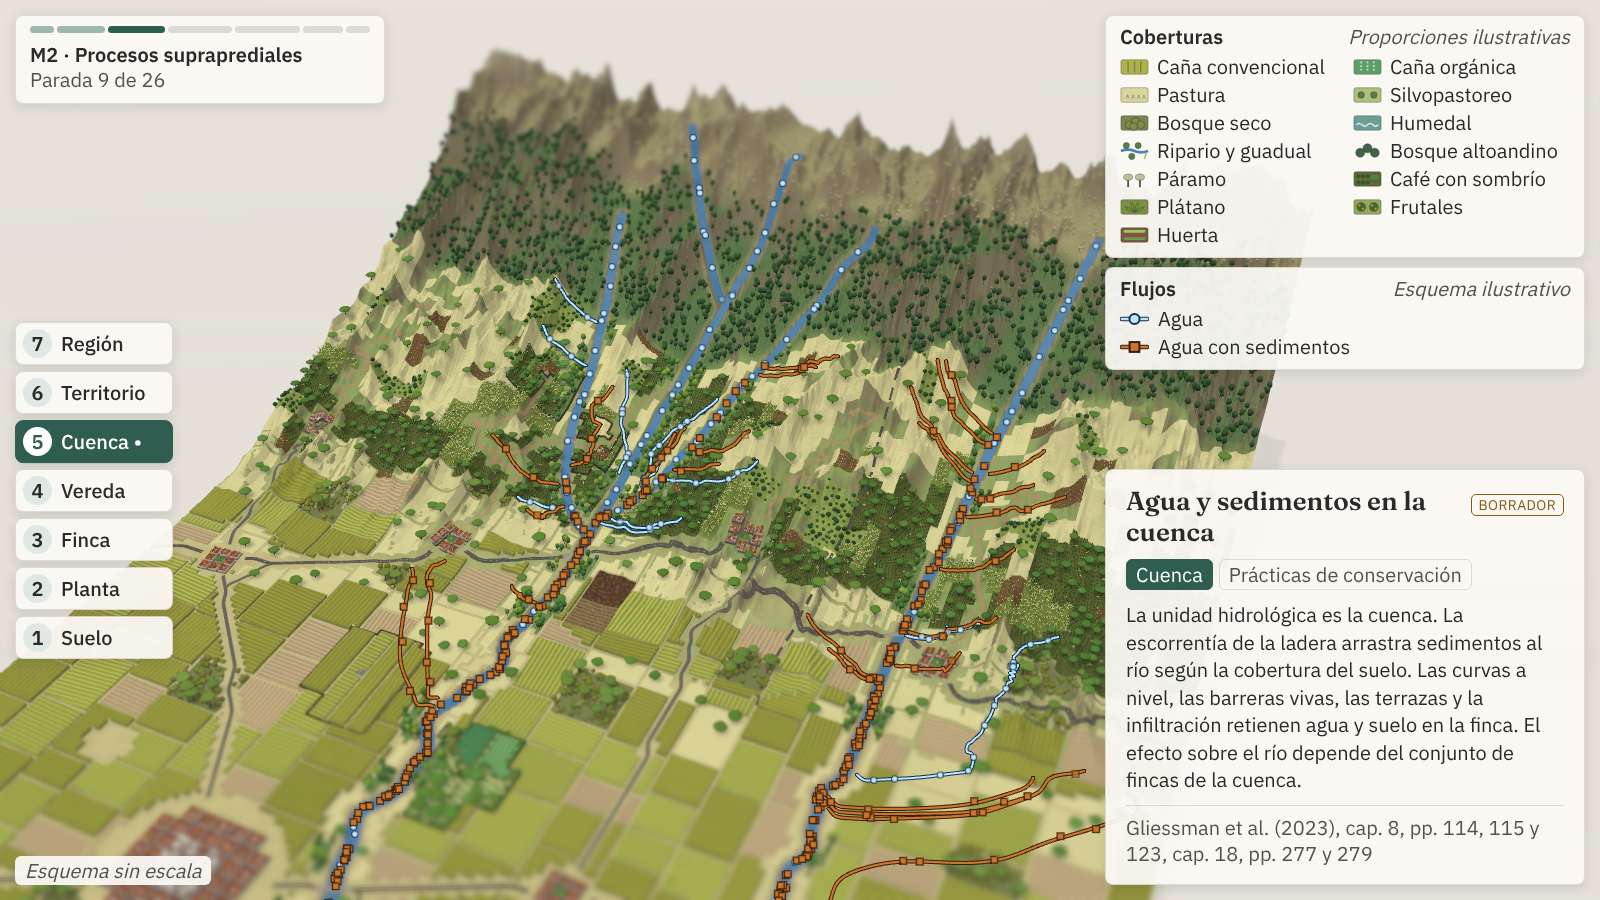 M2 · Procesos supraprediales
Parada 9 de 26
Coberturas
Proporciones ilustrativas
Caña convencional
Caña orgánica
Pastura
Silvopastoreo
Bosque seco
Humedal
Ripario y guadual
Bosque altoandino
Páramo
Café con sombrío
Plátano
Frutales
Huerta
Flujos
Esquema ilustrativo
Agua
Agua con sedimentos
7 Región
6 Territorio
5 Cuenca •
4 Vereda
3 Finca
2 Planta
1 Suelo
Agua y sedimentos en la
cuenca
BORRADOR
Cuenca
Prácticas de conservación
La unidad hidrológica es la cuenca. La
escorrentía de la ladera arrastra sedimentos al
río según la cobertura del suelo. Las curvas a
nivel, las barreras vivas, las terrazas y la
infiltración retienen agua y suelo en la finca. El
efecto sobre el río depende del conjunto de
fincas de la cuenca.
Gliessman et al. (2023), cap. 8, pp. 114, 115 y
123, cap. 18, pp. 277 y 279
Esquema sin escala